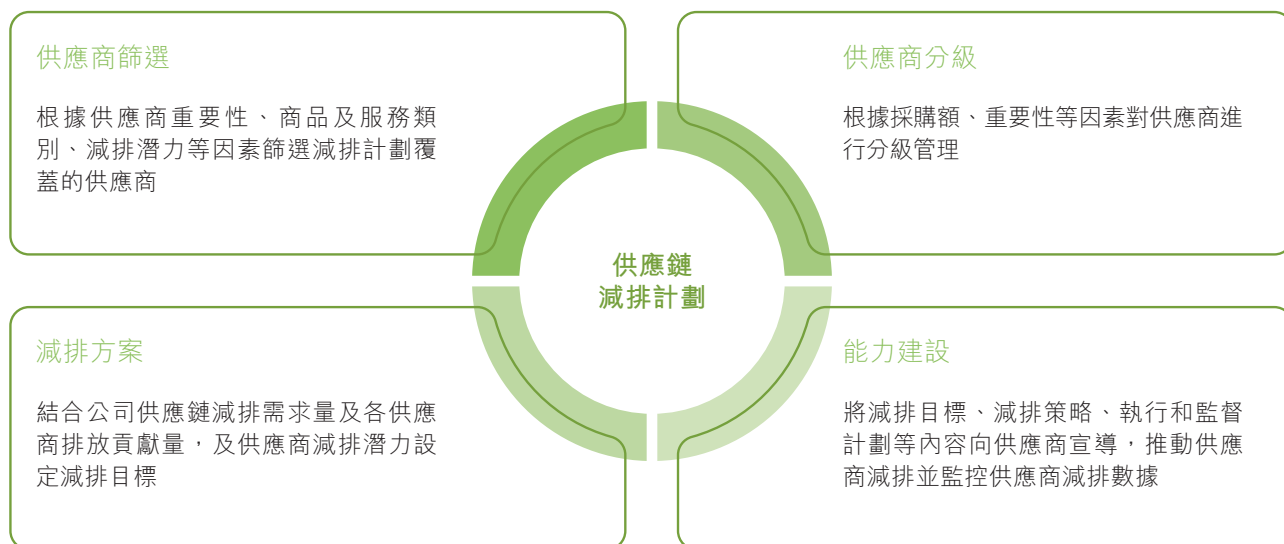 供應商篩選
根據供應商重要性、商品及服務類
別、減排潛力等因素篩選減排計劃覆
蓋的供應商
供應商分級
根據採購額、重要性等因素對供應商進
行分級管理
供應鏈
減排計劃
減排方案
結合公司供應鏈減排需求量及各供應
商排放貢獻量，及供應商減排潛力設
定減排目標
能力建設
將減排目標、減排策略、執行和監督
計劃等內容向供應商宣導，推動供應
商減排並監控供應商減排數據